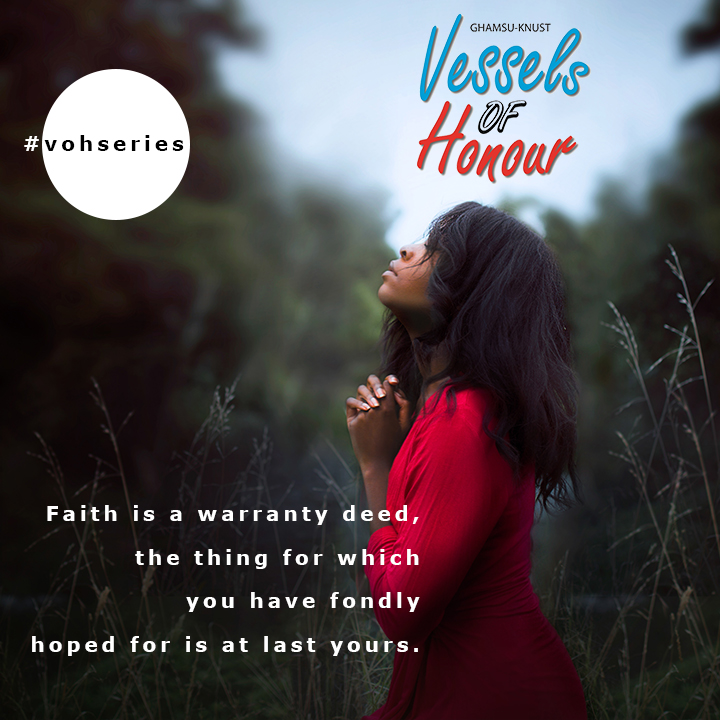 GHAMSU-KNUST
Vessels
OF
Honour
#vohseries
Faith is a warranty deed,
the thing for which
you have fondly
hoped for is at last yours.